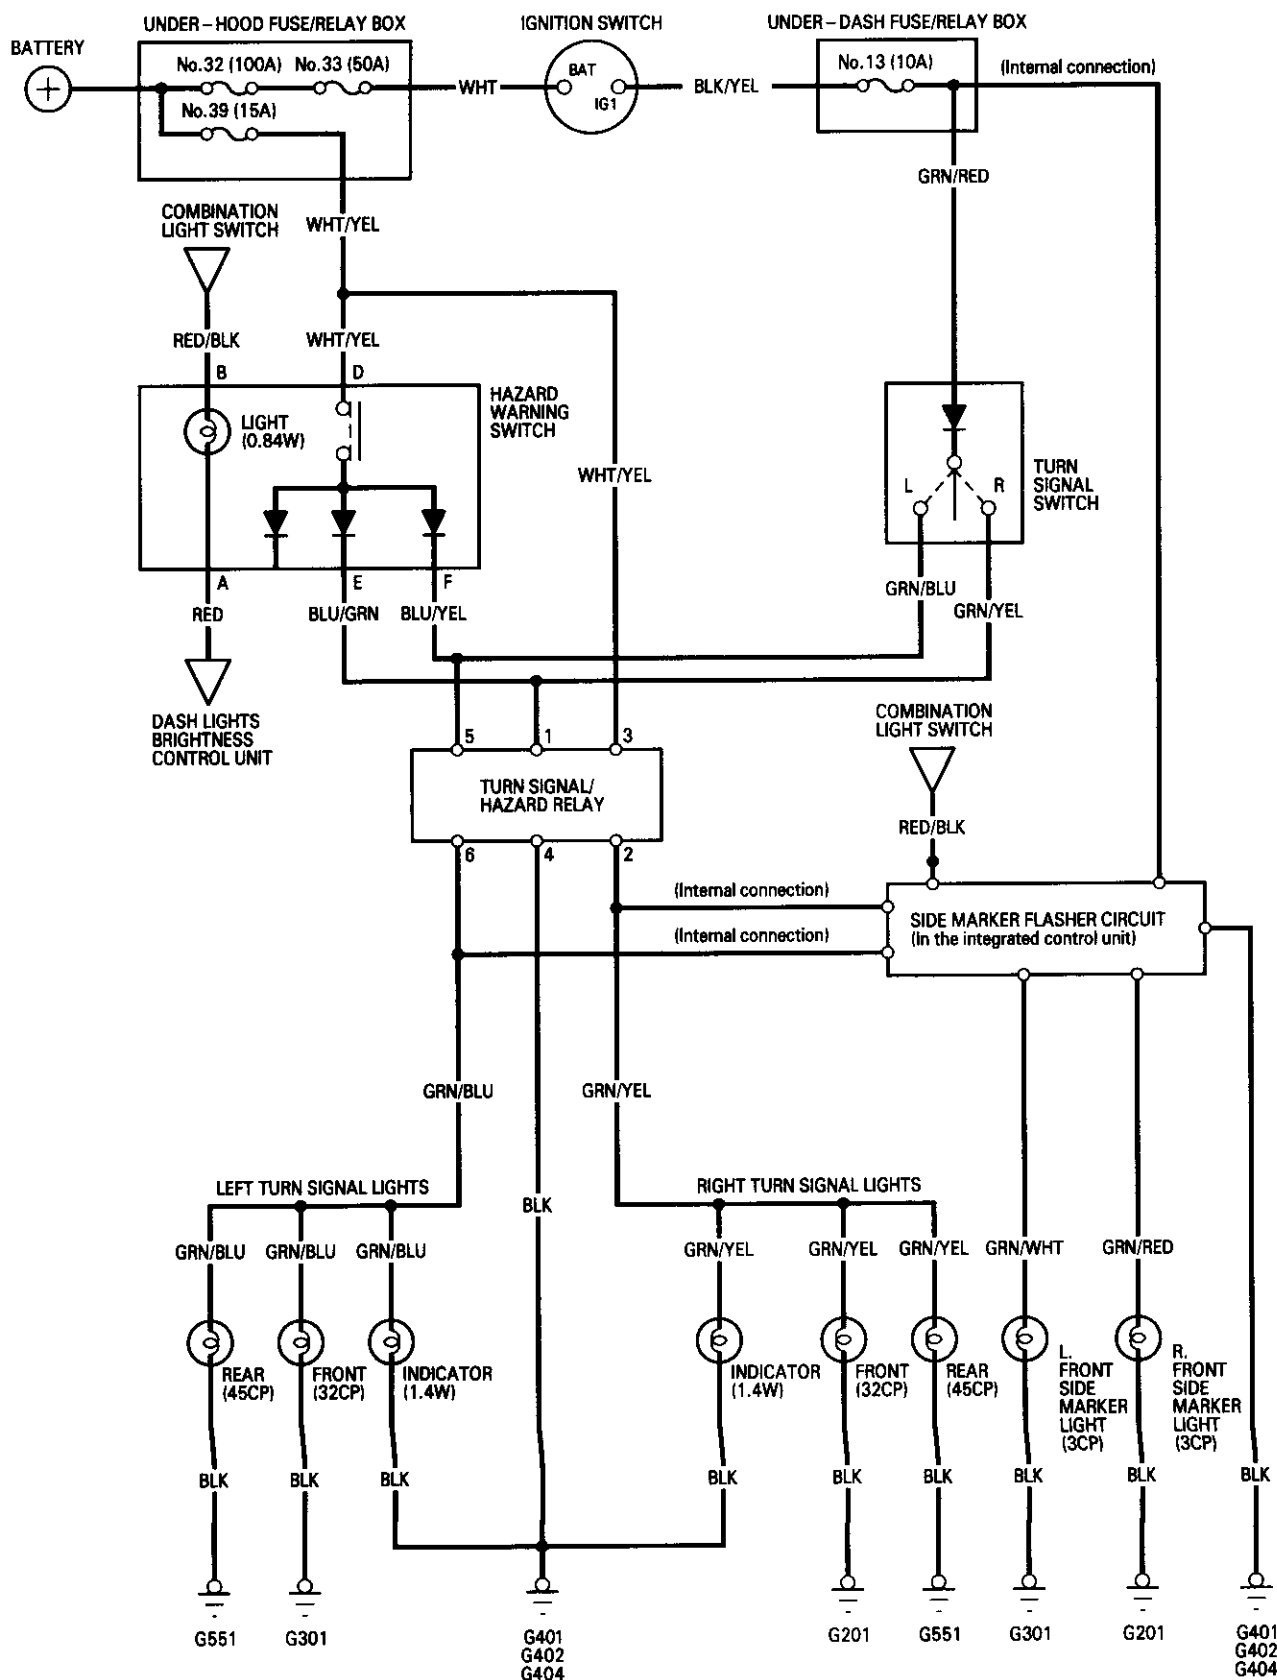 UNDER-HOOD FUSE/RELAY BOX
IGNITION SWITCH
UNDER-DASH FUSE/RELAY BOX
BATTERY
No.32 (100A)
No.33 (50A)
No.39 (15A)
WHT
BAT
IG1
BLK/YEL
No.13 (10A)
(Internal connection)
GRN/RED
COMBINATION
LIGHT SWITCH
WHT/YEL
RED/BLK
WHT/YEL
B
D
LIGHT
(0.84W)
HAZARD
WARNING
SWITCH
WHT/YEL
L
R
TURN
SIGNAL
SWITCH
A
E
F
RED
BLU/GRN
BLU/YEL
GRN/BLU
GRN/YEL
DASH LIGHTS
BRIGHTNESS
CONTROL UNIT
COMBINATION
LIGHT SWITCH
5
1
3
TURN SIGNAL/
HAZARD RELAY
RED/BLK
6
4
2
(Internal connection)
(Internal connection)
SIDE MARKER FLASHER CIRCUIT
(In the integrated control unit)
GRN/BLU
GRN/YEL
LEFT TURN SIGNAL LIGHTS
BLK
RIGHT TURN SIGNAL LIGHTS
GRN/BLU
GRN/BLU
GRN/BLU
GRN/YEL
GRN/YEL
GRN/YEL
GRN/WHT
GRN/RED
REAR
(45CP)
FRONT
(32CP)
INDICATOR
(1.4W)
INDICATOR
(1.4W)
FRONT
(32CP)
REAR
(45CP)
L.
FRONT
SIDE
MARKER
LIGHT
(3CP)
R.
FRONT
SIDE
MARKER
LIGHT
(3CP)
BLK
BLK
BLK
BLK
BLK
BLK
BLK
BLK
BLK
G551
G301
G401
G402
G404
G201
G551
G301
G201
G401
G402
G404